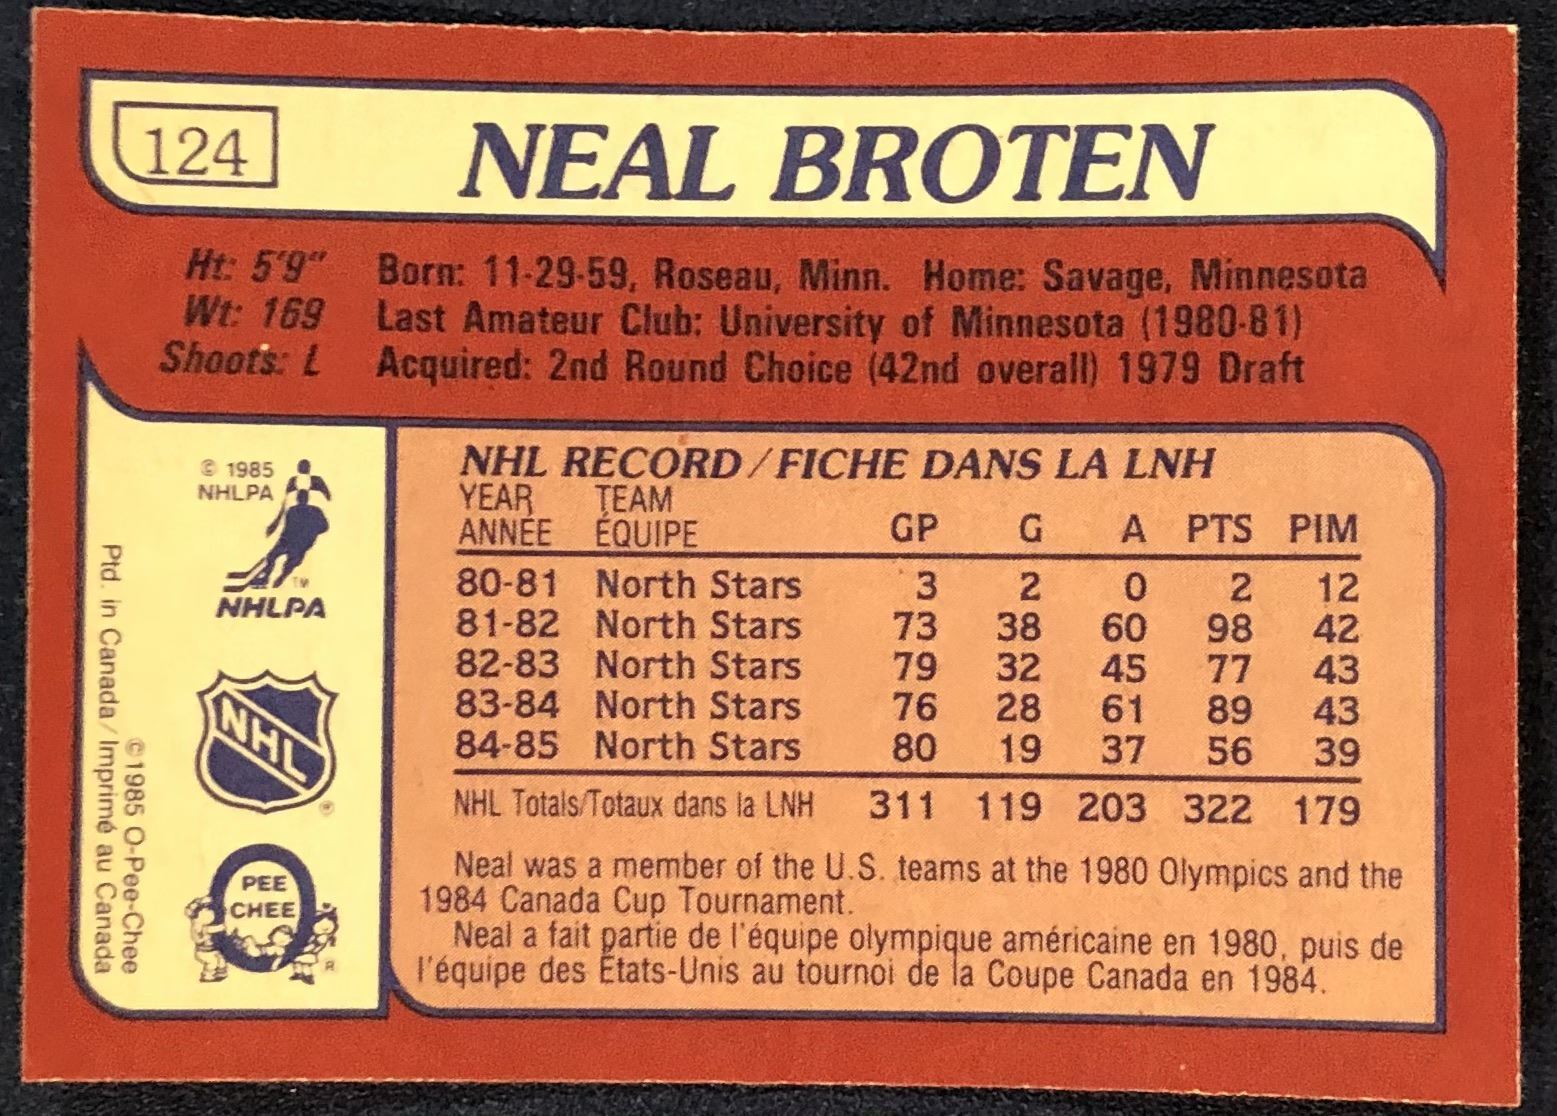 124
NEAL BROTEN
Ht: 5'9" Born: 11-29-59, Roseau, Minn. Home: Savage, Minnesota
Wt: 169 Last Amateur Club: University of Minnesota (1980-81)
Shoots: L Acquired: 2nd Round Choice (42nd overall) 1979 Draft
© 1985
NHLPA
TM
NHLPA
NHL
®
PEE
CHEE
R
©1985 O-Pee-Chee
Ptd. in Canada / Imprimé au Canada
NHL RECORD/FICHE DANS LA LNH
YEAR TEAM
ANNÉE ÉQUIPE GP G A PTS PIM
80-81 North Stars 3 2 0 2 12
81-82 North Stars 73 38 60 98 42
82-83 North Stars 79 32 45 77 43
83-84 North Stars 76 28 61 89 43
84-85 North Stars 80 19 37 56 39
NHL Totals/Totaux dans la LNH 311 119 203 322 179
Neal was a member of the U.S. teams at the 1980 Olympics and the
1984 Canada Cup Tournament.
Neal a fait partie de l'équipe olympique américaine en 1980, puis de
l'équipe des États-Unis au tournoi de la Coupe Canada en 1984.